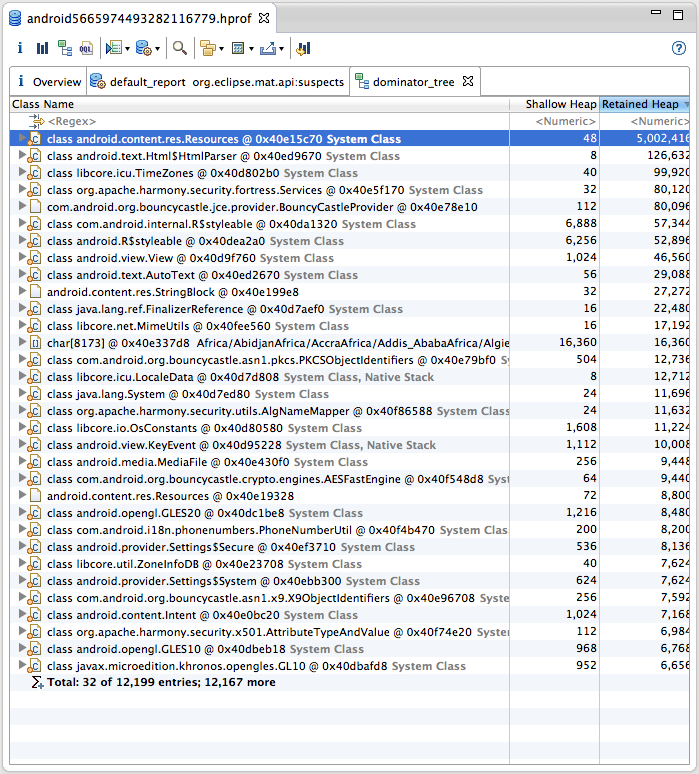 android5665974493282116779.hprof
i OQL ?
i Overview default_report org.eclipse.mat.api:suspects dominator_tree
Class Name Shallow Heap Retained Heap
<Regex> <Numeric> <Numeric>
class android.content.res.Resources @ 0x40e15c70 System Class 48 5,002,416
class android.text.Html$HtmlParser @ 0x40ed9670 System Class 8 126,632
class libcore.icu.TimeZones @ 0x40d802b0 System Class 40 99,920
class org.apache.harmony.security.fortress.Services @ 0x40e5f170 System Class 32 80,120
com.android.org.bouncycastle.jce.provider.BouncyCastleProvider @ 0x40e78e10 112 80,096
class com.android.internal.R$styleable @ 0x40da1320 System Class 6,888 57,344
class android.R$styleable @ 0x40dea2a0 System Class 6,256 52,896
class android.view.View @ 0x40d9f760 System Class 1,024 46,560
class android.text.AutoText @ 0x40ed2670 System Class 56 29,088
android.content.res.StringBlock @ 0x40e199e8 32 27,272
class java.lang.ref.FinalizerReference @ 0x40d7aef0 System Class 16 22,480
class libcore.net.MimeUtils @ 0x40fee560 System Class 16 17,192
char[8173] @ 0x40e337d8 Africa/AbidjanAfrica/AccraAfrica/Addis_AbabaAfrica/Algie 16,360 16,360
class com.android.org.bouncycastle.asn1.pkcs.PKCSObjectIdentifiers @ 0x40e79bf0 Sy 504 12,736
class libcore.icu.LocaleData @ 0x40d7d808 System Class, Native Stack 8 12,712
class java.lang.System @ 0x40d7ed80 System Class 24 11,696
class org.apache.harmony.security.utils.AlgNameMapper @ 0x40f86588 System Class 24 11,632
class libcore.io.OsConstants @ 0x40d80580 System Class 1,608 11,224
class android.view.KeyEvent @ 0x40d95228 System Class, Native Stack 1,112 10,008
class android.media.MediaFile @ 0x40e430f0 System Class 256 9,448
class com.android.org.bouncycastle.crypto.engines.AESFastEngine @ 0x40f548d8 Syst 64 9,440
android.content.res.Resources @ 0x40e19328 72 8,800
class android.opengl.GLES20 @ 0x40dc1be8 System Class 1,216 8,480
class com.android.i18n.phonenumbers.PhoneNumberUtil @ 0x40f4b470 System Class 200 8,200
class android.provider.Settings$Secure @ 0x40ef3710 System Class 536 8,136
class libcore.util.ZoneInfoDB @ 0x40e23708 System Class 40 7,624
class android.provider.Settings$System @ 0x40ebb300 System Class 624 7,624
class com.android.org.bouncycastle.asn1.x9.X9ObjectIdentifiers @ 0x40e96708 System 256 7,592
class android.content.Intent @ 0x40e0bc20 System Class 1,024 7,168
class org.apache.harmony.security.x501.AttributeTypeAndValue @ 0x40f74e20 System 112 6,984
class android.opengl.GLES10 @ 0x40dbeb18 System Class 968 6,768
class javax.microedition.khronos.opengles.GL10 @ 0x40dbafd8 System Class 952 6,656
Total: 32 of 12,199 entries; 12,167 more